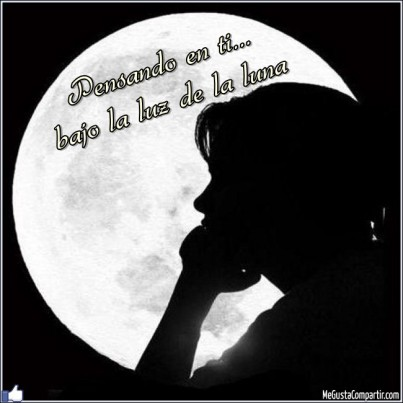 Pensando en ti...
bajo la luz de la luna
MeGustaCompartir.com